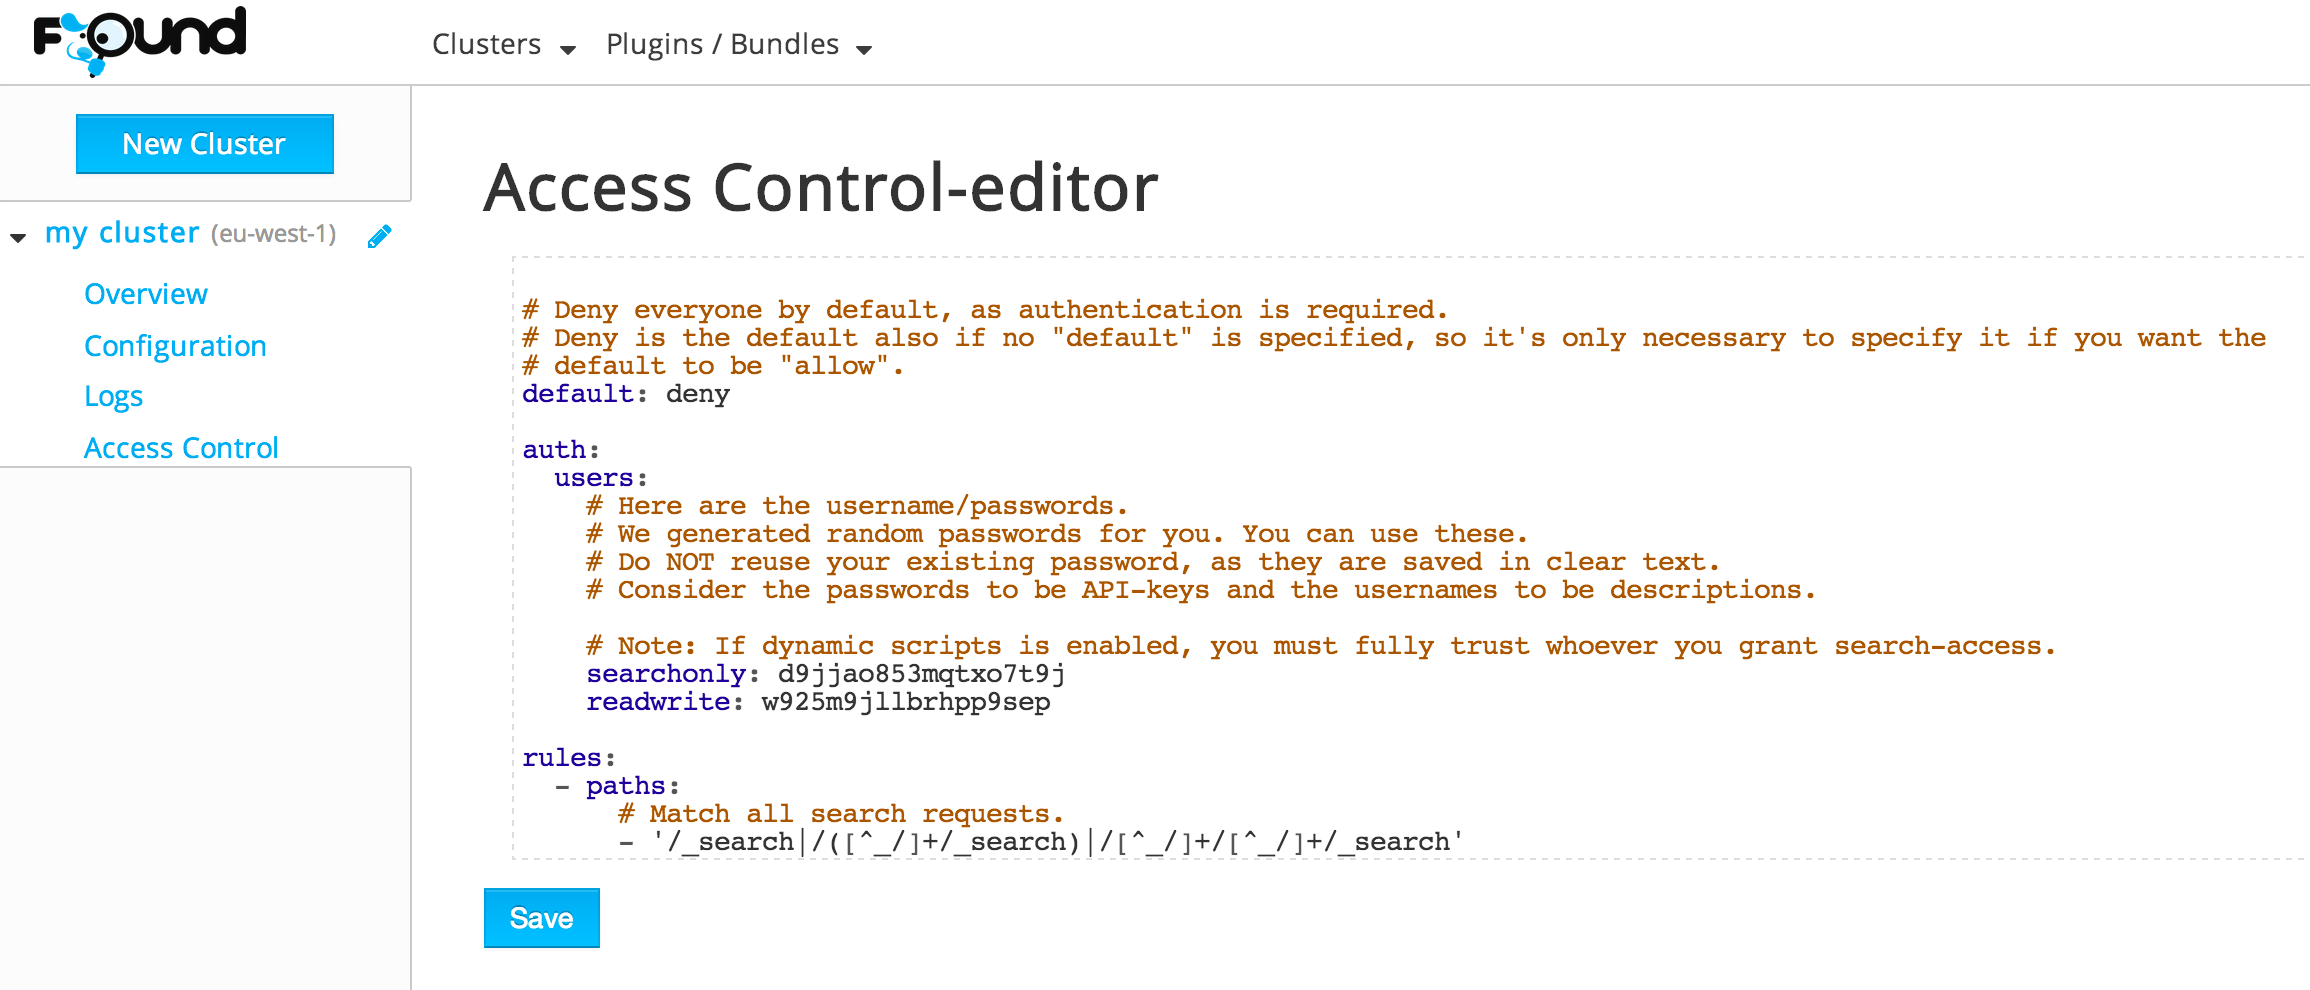 Found
Clusters
Plugins / Bundles
New Cluster
my cluster (eu-west-1)
Overview
Configuration
Logs
Access Control
Access Control-editor
# Deny everyone by default, as authentication is required.
# Deny is the default also if no "default" is specified, so it's only necessary to specify it if you want the
# default to be "allow".
default: deny
auth:
users:
# Here are the username/passwords.
# We generated random passwords for you. You can use these.
# Do NOT reuse your existing password, as they are saved in clear text.
# Consider the passwords to be API-keys and the usernames to be descriptions.
# Note: If dynamic scripts is enabled, you must fully trust whoever you grant search-access.
searchonly: d9jjao853mqtxo7t9j
readwrite: w925m9jllbrhpp9sep
rules:
- paths:
# Match all search requests.
- '/_search|/([^_/]+/_search)|/[^_/]+/[^_/]+/_search'
Save